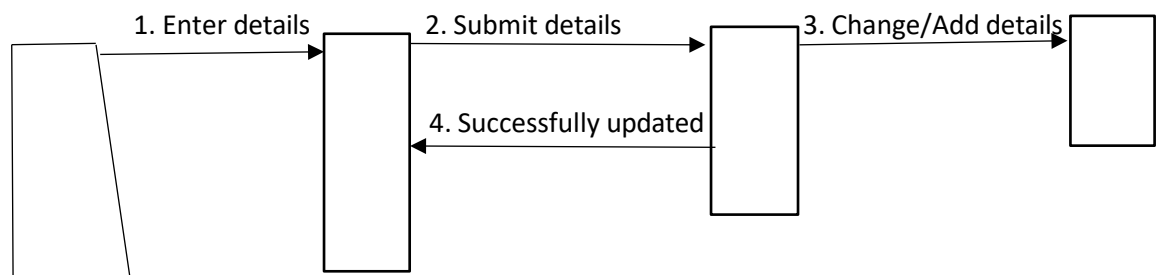 1. Enter details
2. Submit details
3. Change/Add details
4. Successfully updated